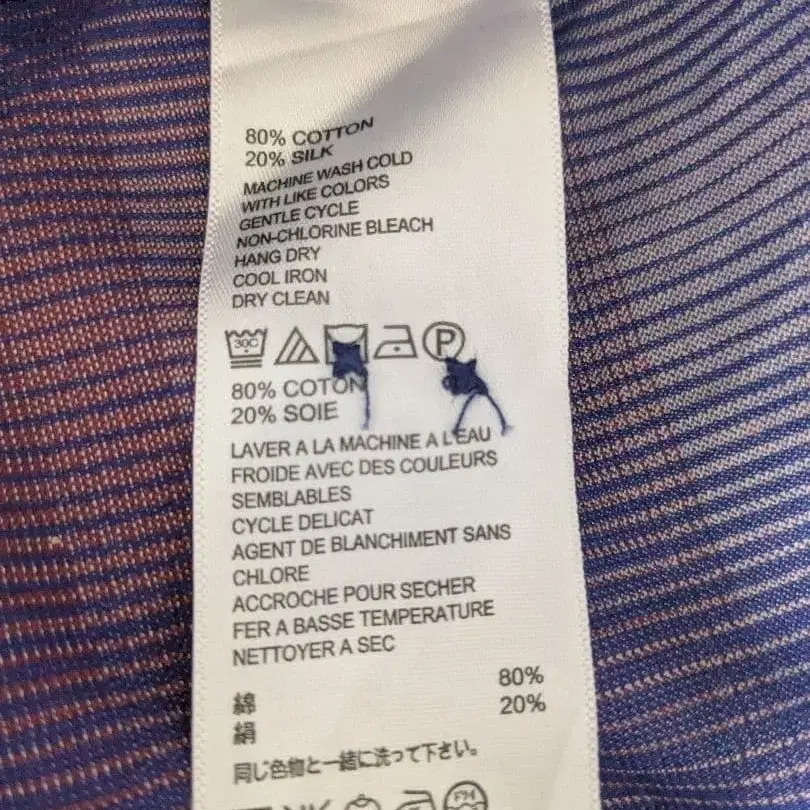 80% COTTON
20% SILK
MACHINE WASH COLD
WITH LIKE COLORS
GENTLE CYCLE
NON-CHLORINE BLEACH
HANG DRY
COOL IRON
DRY CLEAN
30C P
80% COTON
20% SOIE
LAVER A LA MACHINE A L'EAU
FROIDE AVEC DES COULEURS
SEMBLABLES
CYCLE DELICAT
AGENT DE BLANCHIMENT SANS
CHLORE
ACCROCHE POUR SECHER
FER A BASSE TEMPERATURE
NETTOYER A SEC
綿 80%
絹 20%
同じ色物と一緒に洗って下さい。